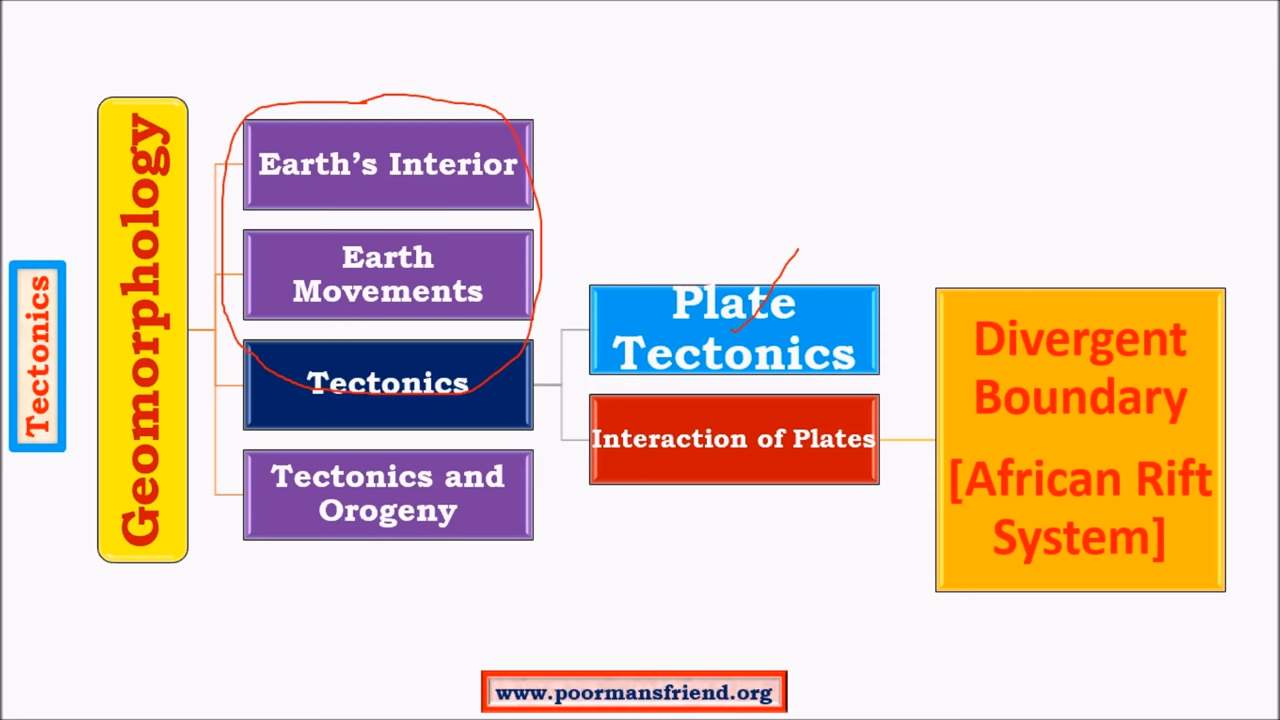 Tectonics
Geomorphology
Earth’s Interior
Earth
Movements
Tectonics
Tectonics and
Orogeny
Plate
Tectonics
Interaction of Plates
Divergent
Boundary
[African Rift
System]
www.poormansfriend.org